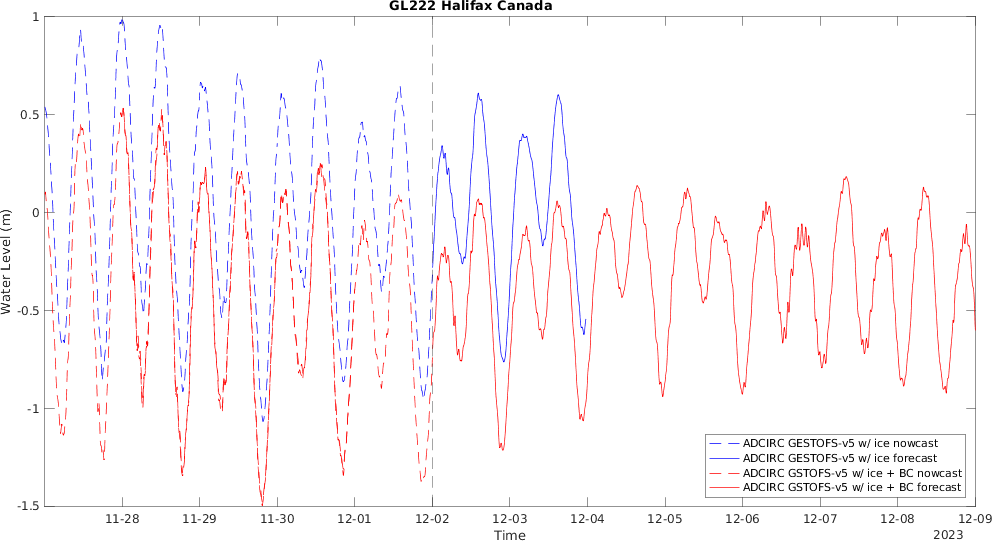 GL222 Halifax Canada
1
0.5
0
-0.5
-1
-1.5
Water Level (m)
11-28 11-29 11-30 12-01 12-02 12-03 12-04 12-05 12-06 12-07 12-08 12-09
Time
2023
ADCIRC GESTOFS-v5 w/ ice nowcast
ADCIRC GESTOFS-v5 w/ ice forecast
ADCIRC GSTOFS-v5 w/ ice + BC nowcast
ADCIRC GSTOFS-v5 w/ ice + BC forecast